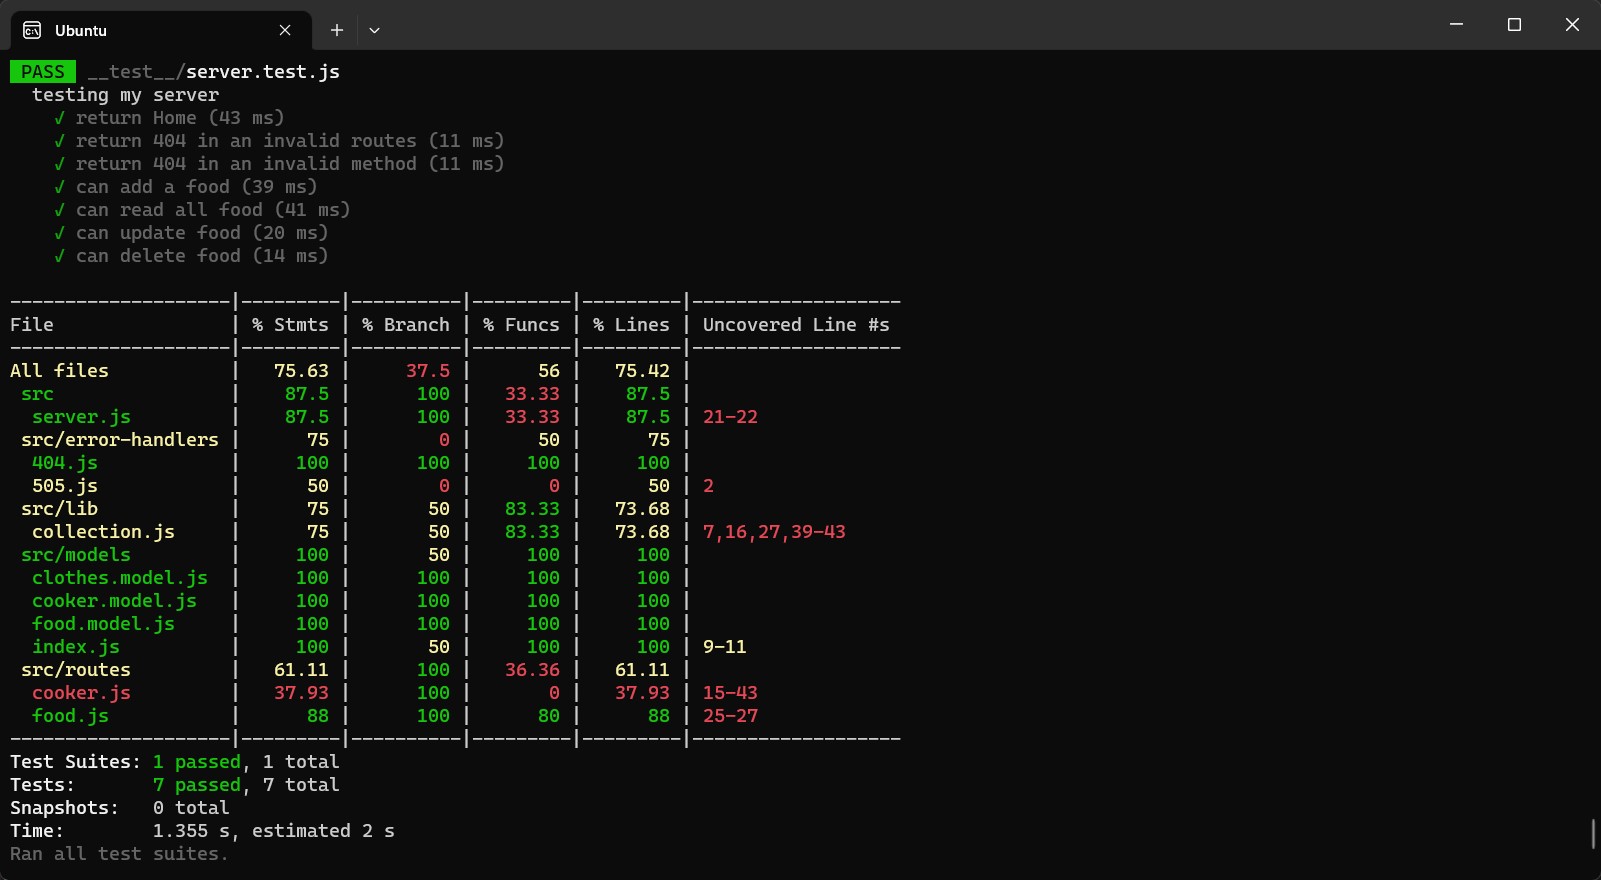 Ubuntu
PASS __test__/server.test.js
  testing my server
    √ return Home (43 ms)
    √ return 404 in an invalid routes (11 ms)
    √ return 404 in an invalid method (11 ms)
    √ can add a food (39 ms)
    √ can read all food (41 ms)
    √ can update food (20 ms)
    √ can delete food (14 ms)
--------------------|---------|----------|---------|---------|-------------------
File                | % Stmts | % Branch | % Funcs | % Lines | Uncovered Line #s
--------------------|---------|----------|---------|---------|-------------------
All files           |   75.63 |     37.5 |      56 |   75.42 |
 src                |    87.5 |      100 |   33.33 |    87.5 |
  server.js         |    87.5 |      100 |   33.33 |    87.5 | 21-22
 src/error-handlers |      75 |        0 |      50 |      75 |
  404.js            |     100 |      100 |     100 |     100 |
  505.js            |      50 |        0 |       0 |      50 | 2
 src/lib            |      75 |       50 |   83.33 |   73.68 |
  collection.js     |      75 |       50 |   83.33 |   73.68 | 7,16,27,39-43
 src/models         |     100 |       50 |     100 |     100 |
  clothes.model.js  |     100 |      100 |     100 |     100 |
  cooker.model.js   |     100 |      100 |     100 |     100 |
  food.model.js     |     100 |      100 |     100 |     100 |
  index.js          |     100 |       50 |     100 |     100 | 9-11
 src/routes         |   61.11 |      100 |   36.36 |   61.11 |
  cooker.js         |   37.93 |      100 |       0 |   37.93 | 15-43
  food.js           |      88 |      100 |      80 |      88 | 25-27
--------------------|---------|----------|---------|---------|-------------------
Test Suites: 1 passed, 1 total
Tests:       7 passed, 7 total
Snapshots:   0 total
Time:        1.355 s, estimated 2 s
Ran all test suites.